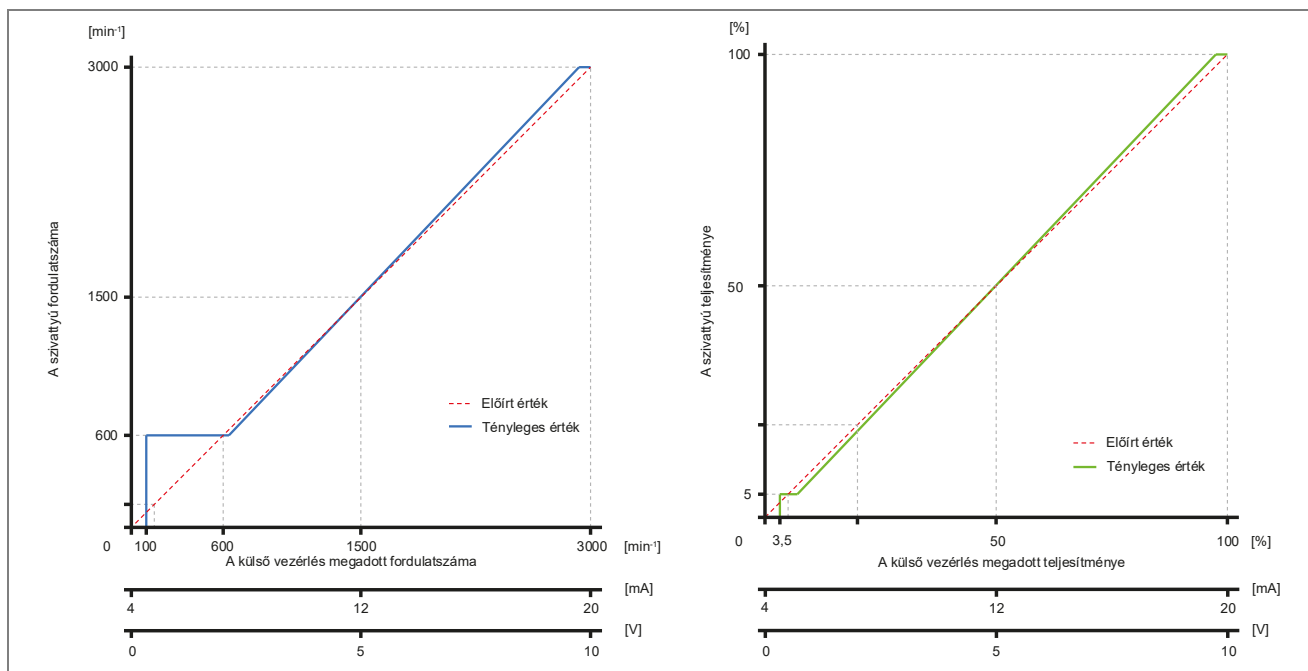 [min⁻¹]
3000
1500
600
A szivattyú fordulatszáma
Előírt érték
Tényleges érték
0 100 600 1500 3000 [min⁻¹]
A külső vezérlés megadott fordulatszáma
[mA]
4 12 20
[V]
0 5 10
[%]
100
50
5
A szivattyú teljesítménye
Előírt érték
Tényleges érték
0 3,5 50 100 [%]
A külső vezérlés megadott teljesítménye
[mA]
4 12 20
[V]
0 5 10